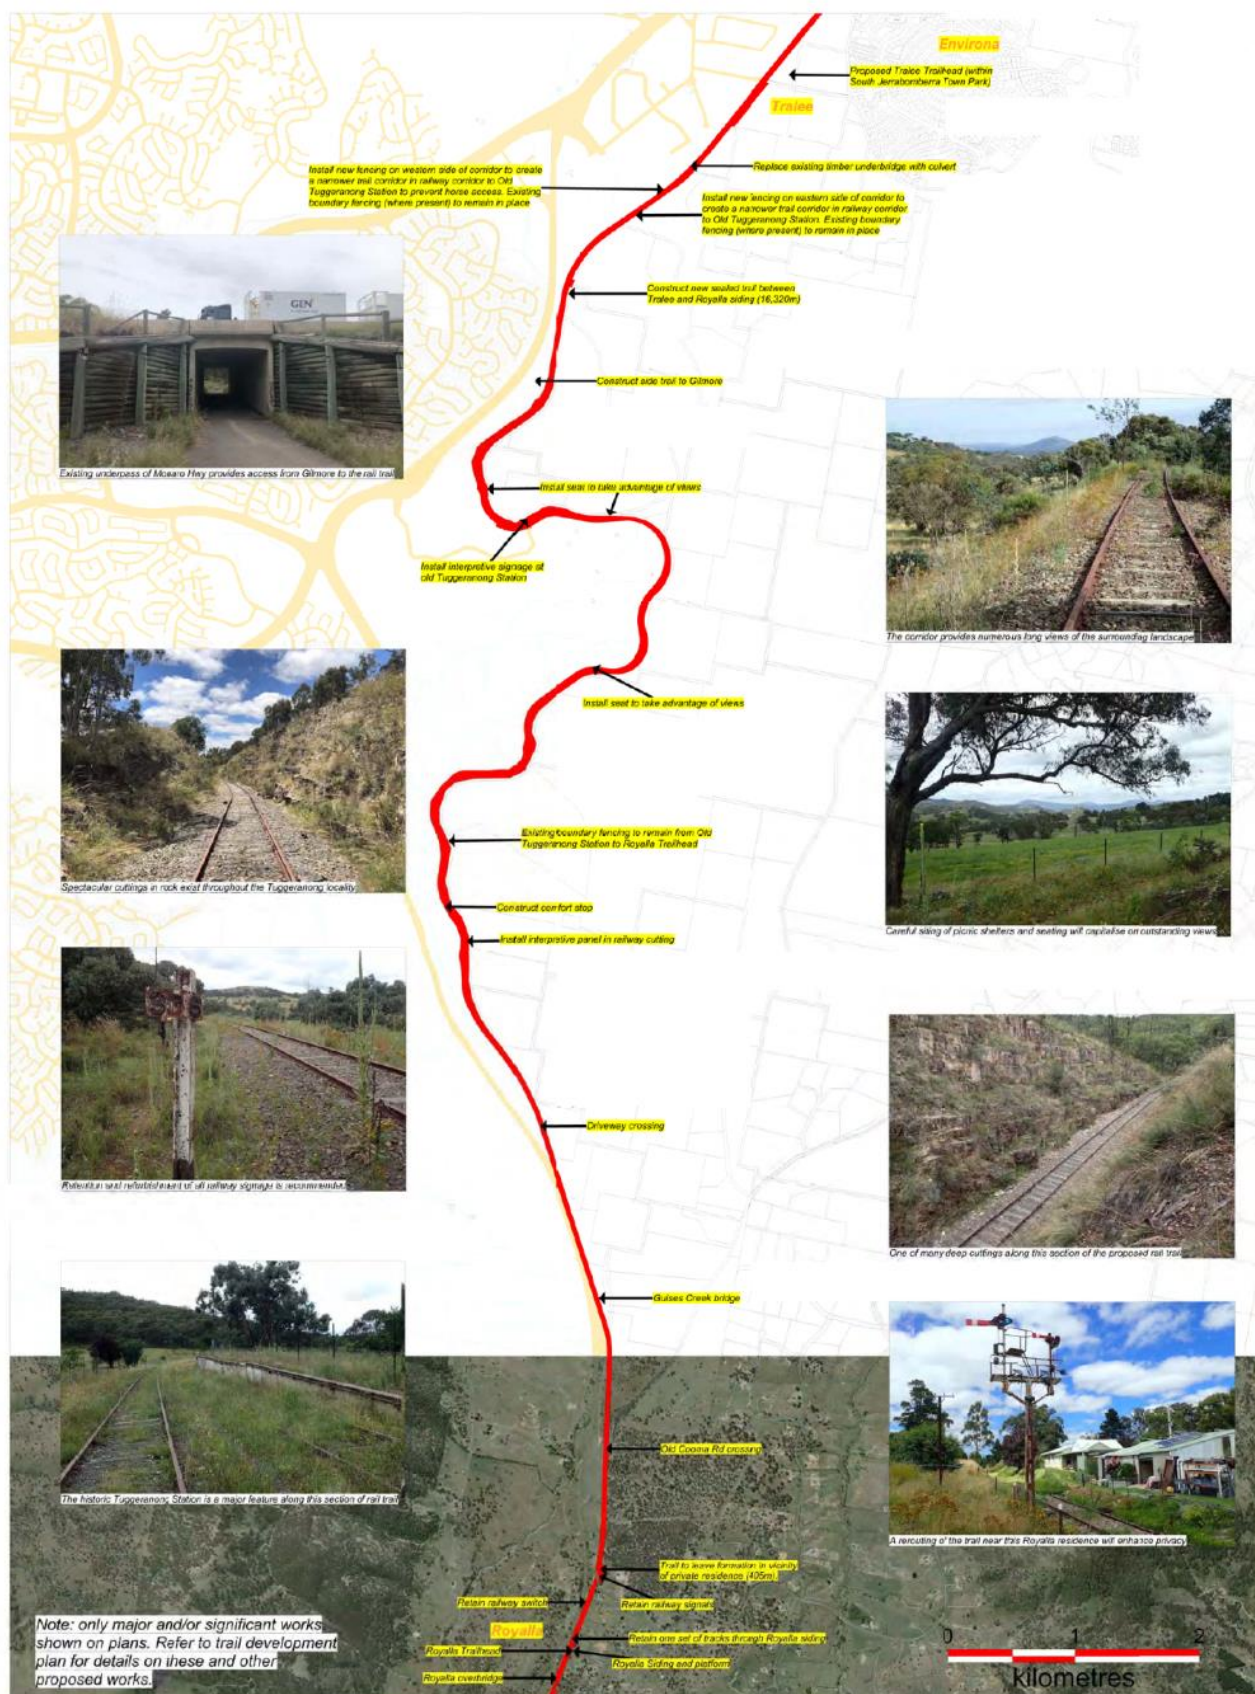 Environa
Proposed Tralee Trailhead (within
South Jerrabomberra Town Park)
Tralee
Replace existing timber underbridge with culvert
Install new fencing on western side of corridor to create
a narrower trail corridor in railway corridor to Old
Tuggeranong Station to prevent horse access. Existing
boundary fencing (where present) to remain in place
Install new fencing on eastern side of corridor to
create a narrower trail corridor in railway corridor
to Old Tuggeranong Station. Existing boundary
fencing (where present) to remain in place
GEN
Construct new sealed trail between
Tralee and Royalla siding (16,320m)
Construct side trail to Gilmore
Existing underpass of Monaro Hwy provides access from Gilmore to the rail trail
Install seat to take advantage of views
Install interpretive signage at
old Tuggeranong Station
The corridor provides numerous long views of the surrounding landscape
Install seat to take advantage of views
Existing boundary fencing to remain from Old
Tuggeranong Station to Royalla Trailhead
Spectacular cuttings in rock exist throughout the Tuggeranong locality
Construct comfort stop
Install interpretive panel in railway cutting
Careful siting of picnic shelters and seating will capitalise on outstanding views
Driveway crossing
Retention and refurbishment of all railway signage is recommended
One of many deep cuttings along this section of the proposed rail trail
Guises Creek bridge
Old Cooma Rd crossing
The historic Tuggeranong Station is a major feature along this section of rail trail
A rerouting of the trail near this Royalla residence will enhance privacy
Trail to leave formation in vicinity
of private residence (405m).
Retain railway switch
Retain railway signals
Royalla
Retain one set of tracks through Royalla siding
Royalla Trailhead
Royalla Siding and platform
Royalla overbridge
Note: only major and/or significant works
shown on plans. Refer to trail development
plan for details on these and other
proposed works.
0 1 2
kilometres